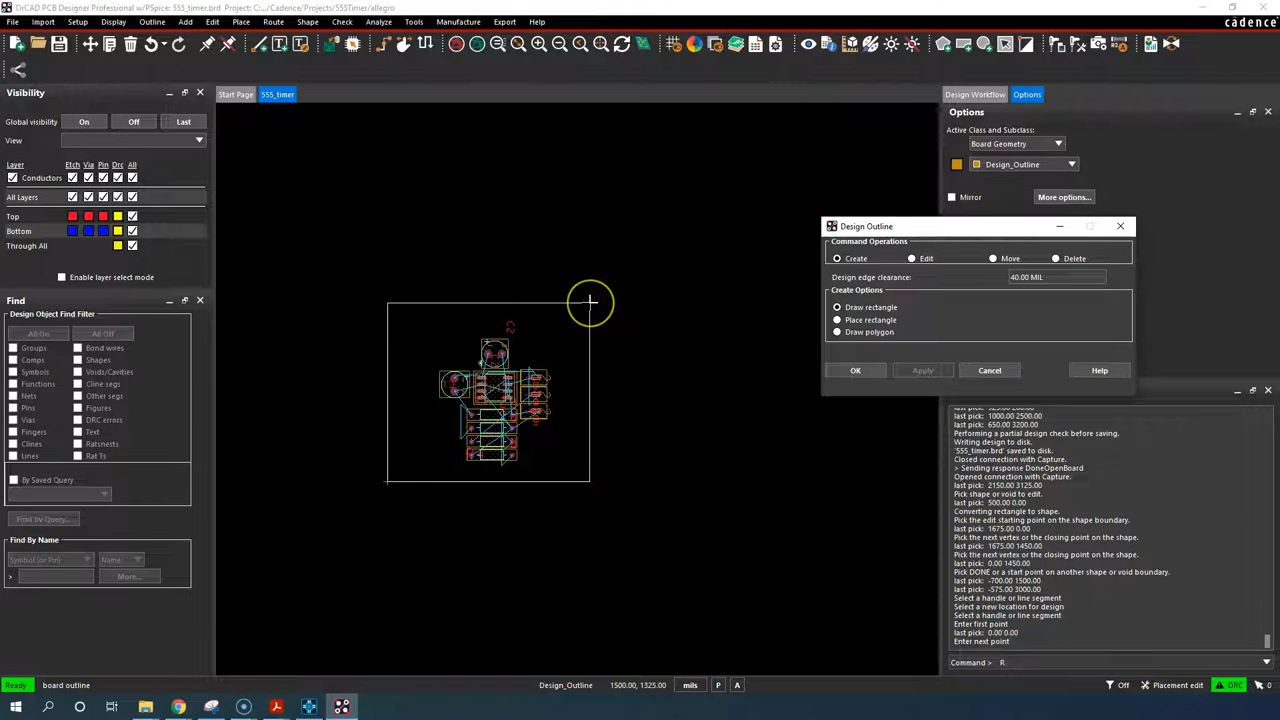 OrCAD PCB Designer Professional w/PSpice: 555_timer.brd  Project: C:.../Cadence/Projects/555Timer/allegro
File Import Setup Display Outline Add Edit Place Route Shape Check Analyze Tools Manufacture Export Help
cadence
Visibility
Start Page 555_timer
Design Workflow Options
Options
Global visibility On Off Last
View
Active Class and Subclass:
Board Geometry
Design_Outline
Mirror More options...
Layer Etch Via Pin Drc All
Conductors
All Layers
Top
Bottom
Through All
Enable layer select mode
Design Outline
Command Operations
Create Edit Move Delete
Design edge clearance: 40.00 MIL
Create Options
Draw rectangle
Place rectangle
Draw polygon
OK Apply Cancel Help
Find
Design Object Find Filter
All On All Off
Groups Bond wires
Comps Shapes
Symbols Voids/Cavities
Functions Cline segs
Nets Other segs
Pins Figures
Vias DRC errors
Fingers Text
Clines Ratsnests
Lines Rat Ts
By Saved Query
Find by Query...
Find By Name
Symbol (or Pin) Name
> More...
C2
last pick: 1000.00 2500.00
last pick: 650.00 3200.00
Performing a partial design check before saving.
Writing design to disk.
'555_timer.brd' saved to disk.
Closed connection with Capture.
> Sending response DoneOpenBoard
Opened connection with Capture.
last pick: 2150.00 3125.00
Pick shape or void to edit.
last pick: 500.00 0.00
Converting rectangle to shape.
Pick the edit starting point on the shape boundary.
last pick: 1675.00 0.00
Pick the next vertex or the closing point on the shape.
last pick: 1675.00 1450.00
Pick the next vertex or the closing point on the shape.
last pick: 0.00 1450.00
Pick DONE or a start point on another shape or void boundary.
last pick: -700.00 1500.00
last pick: -575.00 3000.00
Select a handle or line segment
Select a new location for design
Select a handle or line segment
Enter first point
last pick: 0.00 0.00
Enter next point
Command > R
Ready board outline Design_Outline 1500.00, 1325.00 mils P A Off Placement edit DRC 0